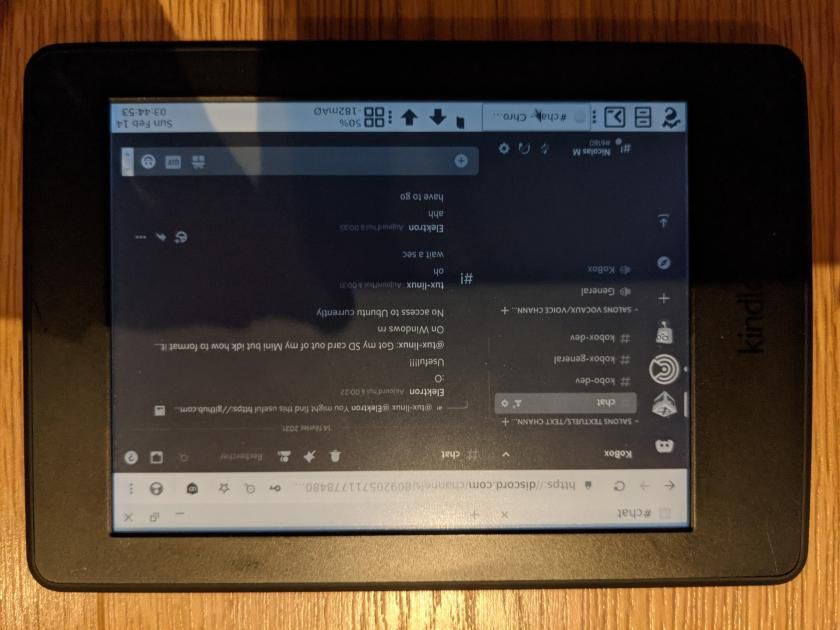 #chat
https://discord.com/channels/8092057111778480...
KoBox
chat
Rechercher
14 février 2021
SALONS TEXTUELS/TEXT CHANN...
@tux-linux @Elektron You might find this useful https://github.com...
chat
Elektron Aujourd'hui à 00:22
:O
kobo-dev
Useful!!!!
kobox-general
@tux-linux: Got my SD card out of my Mini but idk how to format it...
kobox-dev
On Windows rn
No access to Ubuntu currently
SALONS VOCAUX/VOICE/VOICE CHANN...
General
tux-linux Aujourd'hui à 00:31
oh
KoBox
wait a sec
Elektron Aujourd'hui à 00:35
ahh
have to go
Nicolas M
#6180
GIF
#chat - Chro...
50%
-182mA
Sun Feb 14
03:44:53
kindle